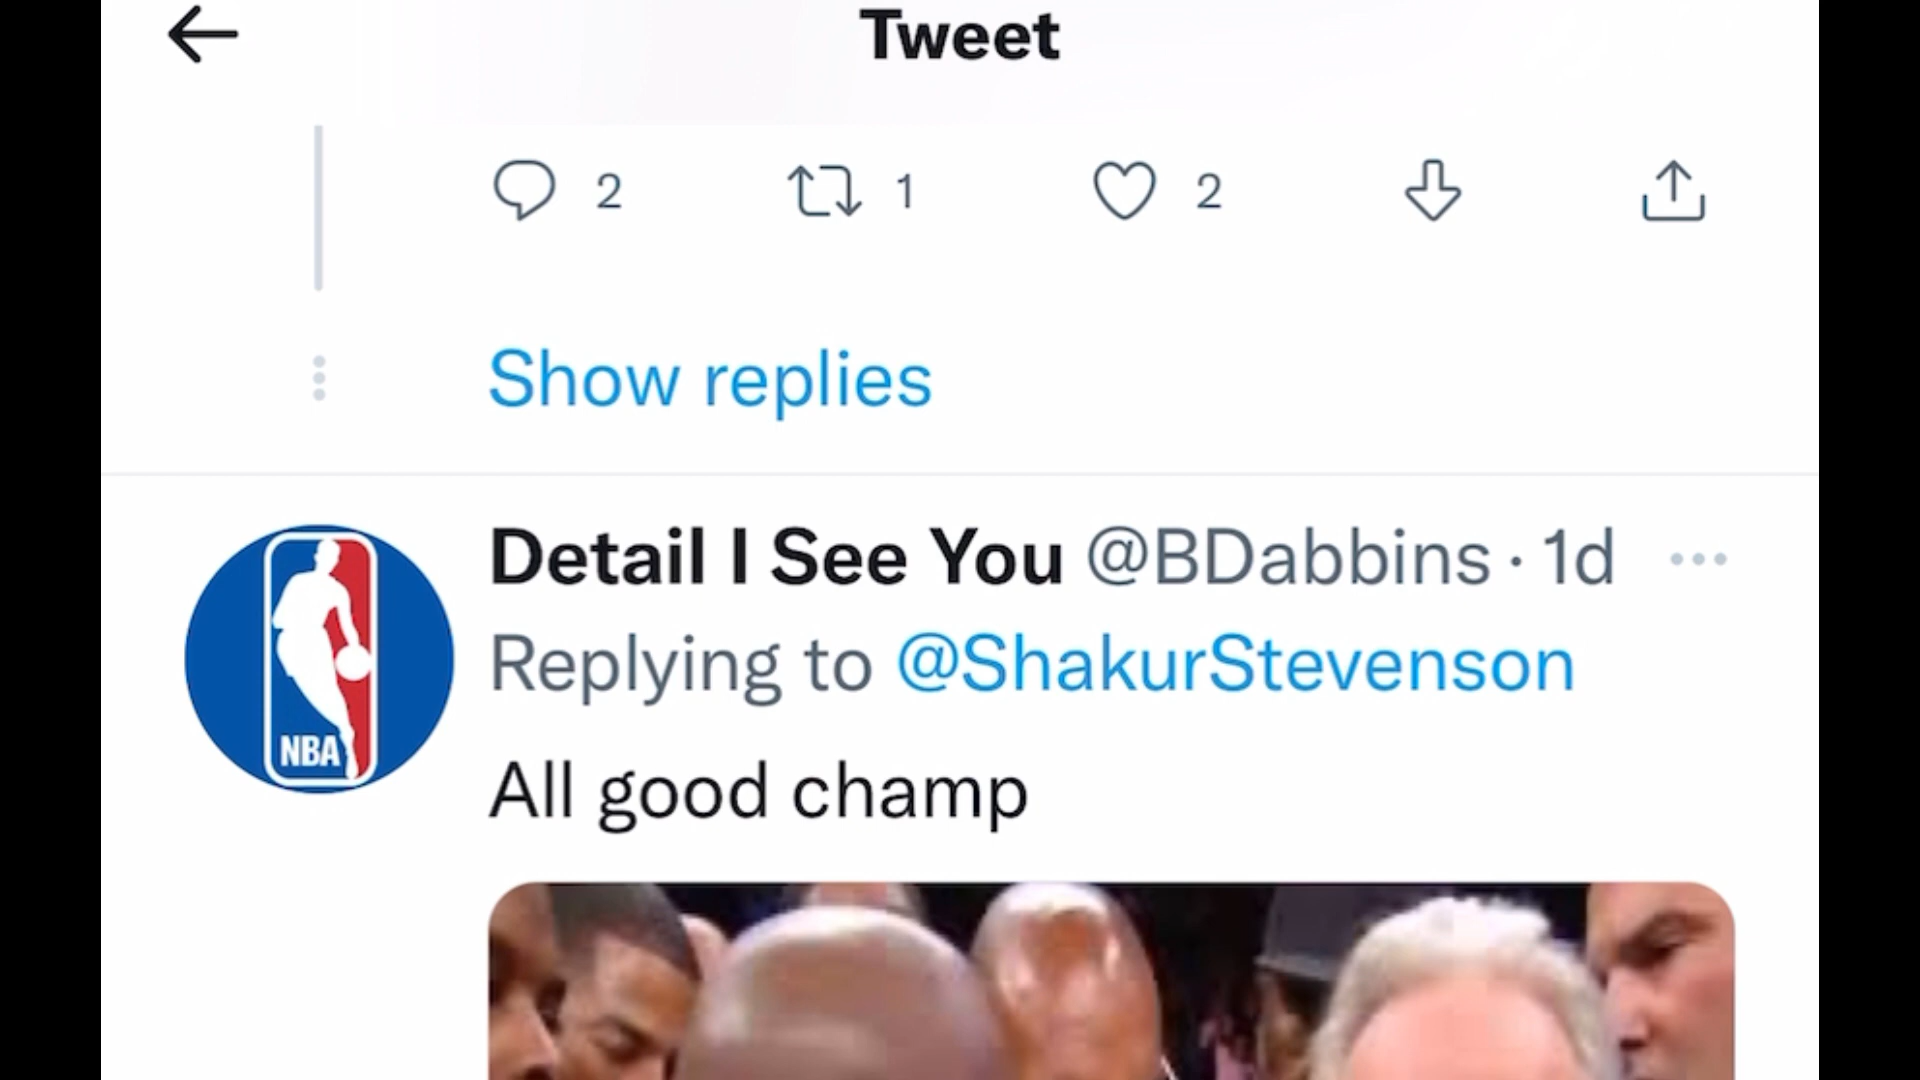 Tweet
2 1 2
Show replies
Detail I See You @BDabbins · 1d
Replying to @ShakurStevenson
NBA
All good champ